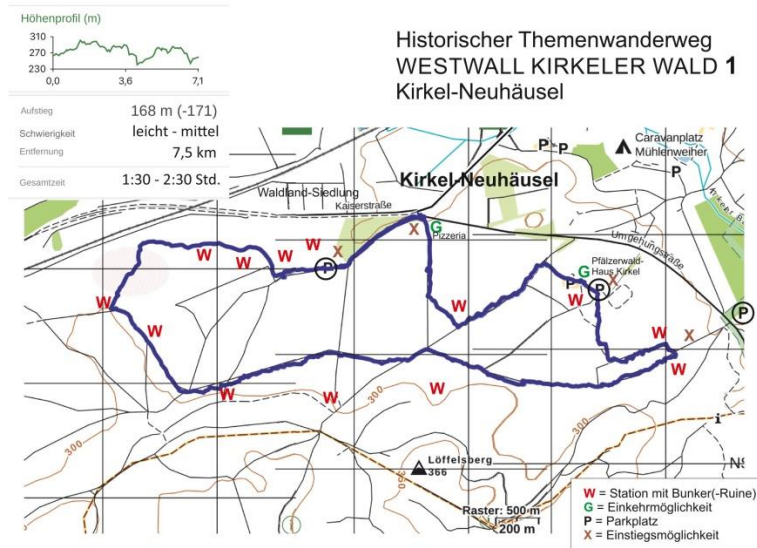 Höhenprofil (m)
310
270
230
0,0 3,6 7,1
Aufstieg 168 m (-171)
Schwierigkeit leicht - mittel
Entfernung 7,5 km
Gesamtzeit 1:30 - 2:30 Std.
Historischer Themenwanderweg
WESTWALL KIRKELER WALD 1
Kirkel-Neuhäusel
P P
Caravanplatz
Mühlenweiher
P
Kirkel-Neuhäusel
Waldland-Siedlung
Kaiserstraße
G
Pizzeria
X
W
X
W
W
W
P
Umgehungsstraße
Pfälzerwald-
Haus Kirkel
G
X
P
P
W
P
W
W
W
W
X
W
W
W
W
300
300
300
350
Löffelsberg
366
i
Raster: 500 m
200 m
W = Station mit Bunker(-Ruine)
G = Einkehrmöglichkeit
P = Parkplatz
X = Einstiegsmöglichkeit